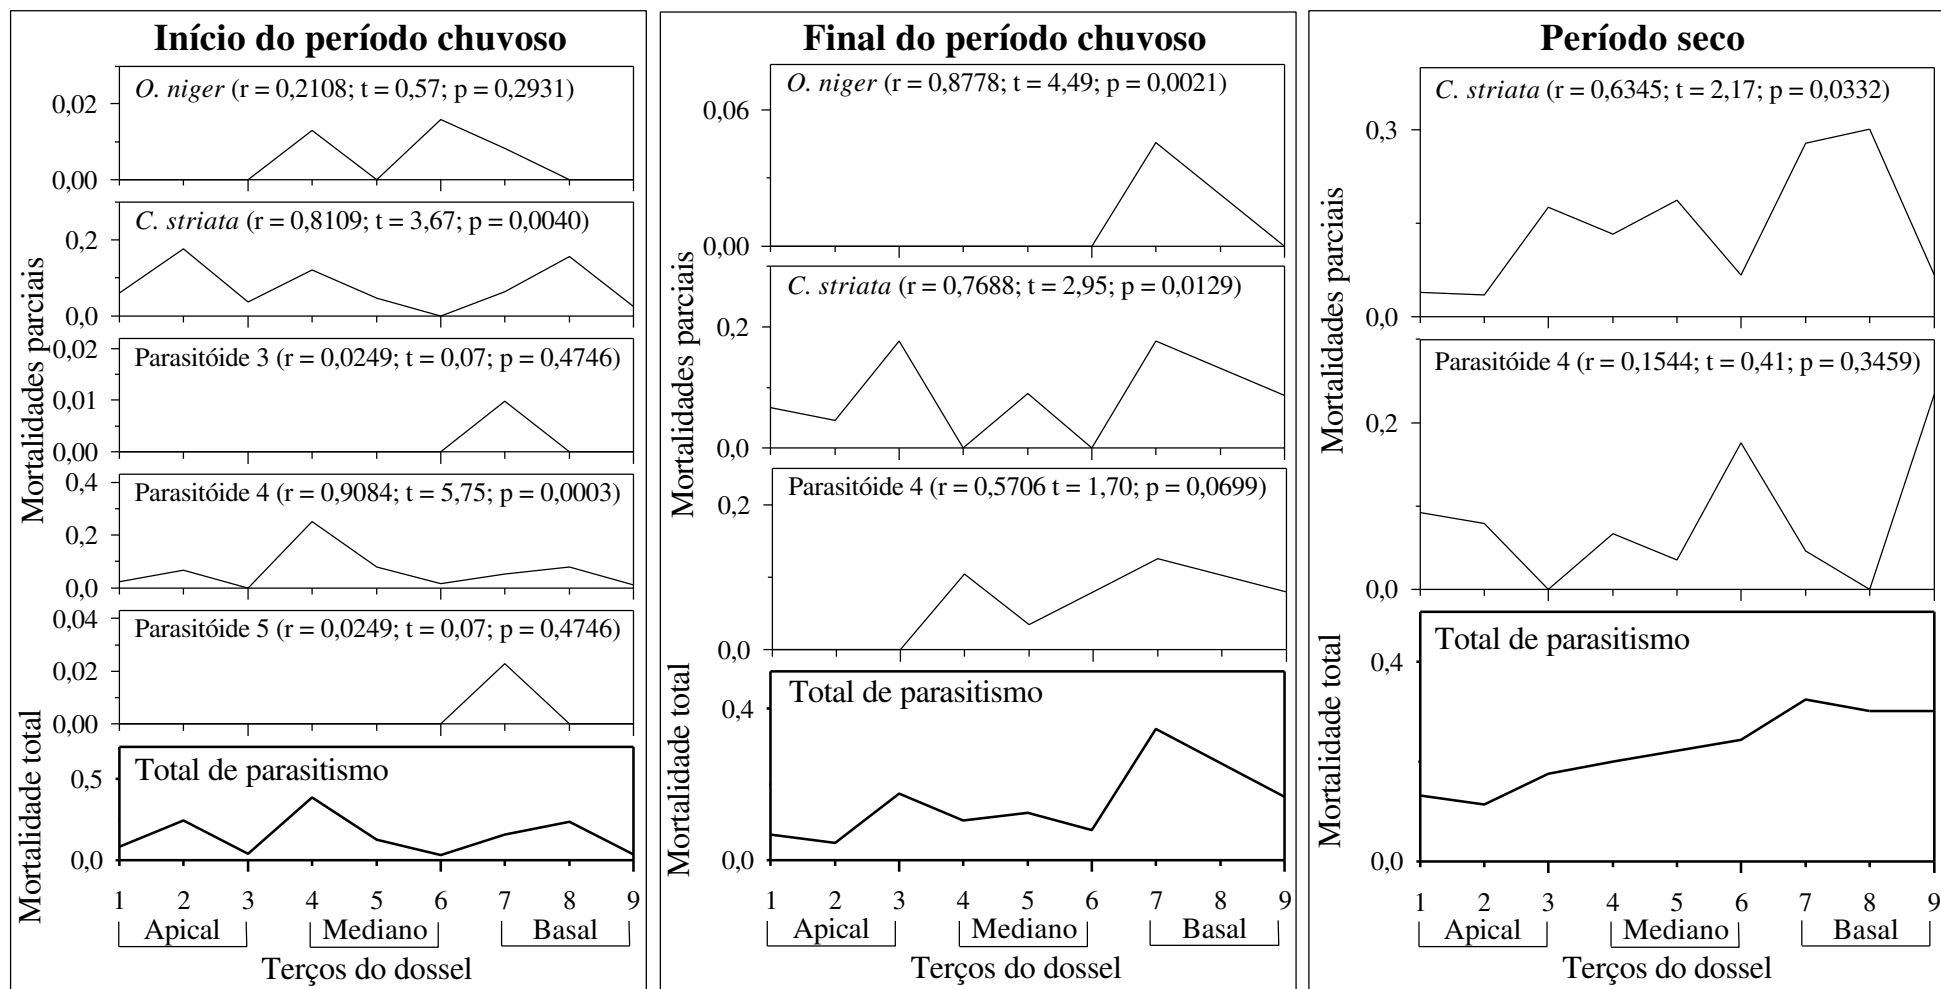 Início do período chuvoso
Mortalidades parciais
O. niger (r = 0,2108; t = 0,57; p = 0,2931)
0,02
0,00
C. striata (r = 0,8109; t = 3,67; p = 0,0040)
0,2
0,0
Parasitóide 3 (r = 0,0249; t = 0,07; p = 0,4746)
0,02
0,01
0,00
Parasitóide 4 (r = 0,9084; t = 5,75; p = 0,0003)
0,4
0,2
0,0
Parasitóide 5 (r = 0,0249; t = 0,07; p = 0,4746)
0,04
0,02
0,00
Mortalidade total
Total de parasitismo
0,5
0,0
1 2 3 4 5 6 7 8 9
Apical Mediano Basal
Terços do dossel
Final do período chuvoso
Mortalidades parciais
O. niger (r = 0,8778; t = 4,49; p = 0,0021)
0,06
0,00
C. striata (r = 0,7688; t = 2,95; p = 0,0129)
0,2
0,0
Parasitóide 4 (r = 0,5706 t = 1,70; p = 0,0699)
0,2
0,0
Mortalidade total
Total de parasitismo
0,4
0,0
1 2 3 4 5 6 7 8 9
Apical Mediano Basal
Terços do dossel
Período seco
Mortalidades parciais
C. striata (r = 0,6345; t = 2,17; p = 0,0332)
0,3
0,0
Parasitóide 4 (r = 0,1544; t = 0,41; p = 0,3459)
0,2
0,0
Mortalidade total
Total de parasitismo
0,4
0,0
1 2 3 4 5 6 7 8 9
Apical Mediano Basal
Terços do dossel